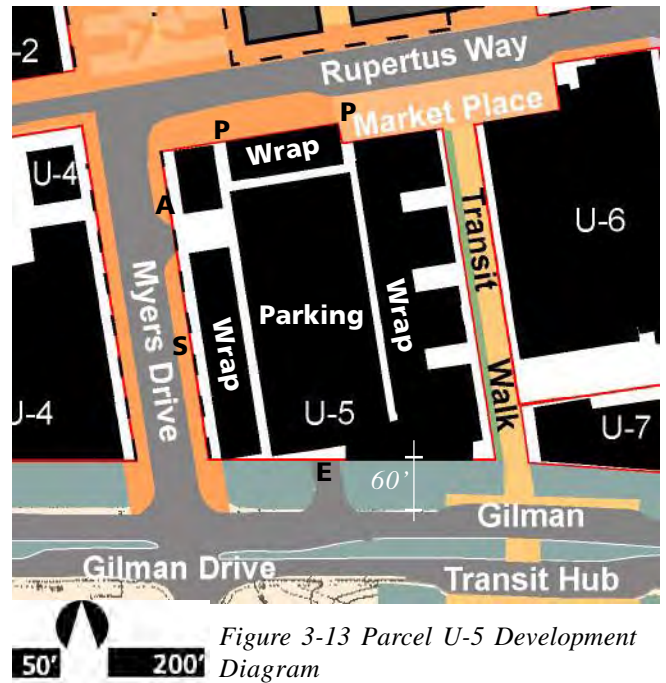 U-2
Rupertus Way
P
P
Market Place
Wrap
U-4
A
Transit
U-6
Myers Drive
Parking
Wrap
Wrap
S
Walk
U-4
U-5
U-7
E
60’
Gilman
Gilman Drive
Transit Hub
50' 200'
Figure 3-13 Parcel U-5 Development
Diagram